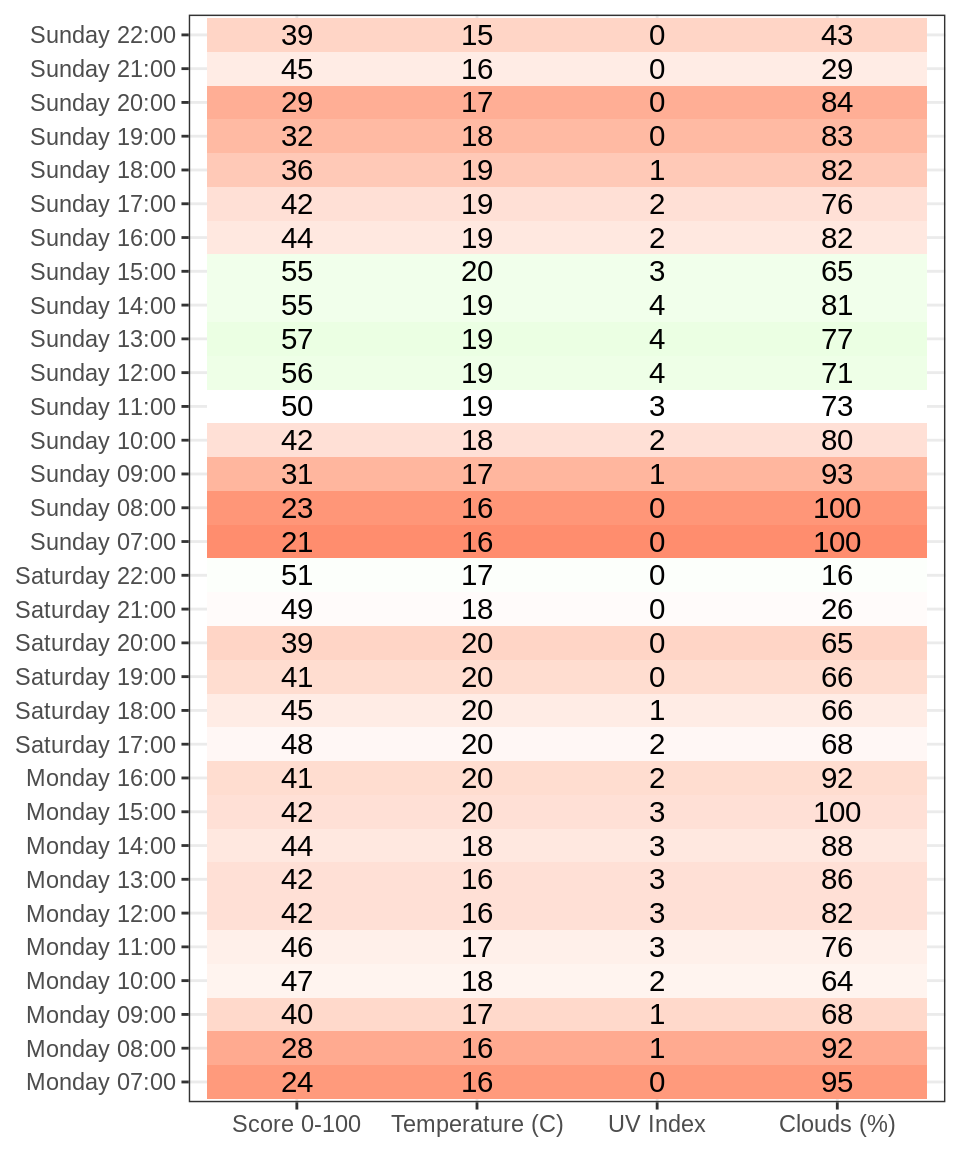 Sunday 22:00 39 15 0 43
Sunday 21:00 45 16 0 29
Sunday 20:00 29 17 0 84
Sunday 19:00 32 18 0 83
Sunday 18:00 36 19 1 82
Sunday 17:00 42 19 2 76
Sunday 16:00 44 19 2 82
Sunday 15:00 55 20 3 65
Sunday 14:00 55 19 4 81
Sunday 13:00 57 19 4 77
Sunday 12:00 56 19 4 71
Sunday 11:00 50 19 3 73
Sunday 10:00 42 18 2 80
Sunday 09:00 31 17 1 93
Sunday 08:00 23 16 0 100
Sunday 07:00 21 16 0 100
Saturday 22:00 51 17 0 16
Saturday 21:00 49 18 0 26
Saturday 20:00 39 20 0 65
Saturday 19:00 41 20 0 66
Saturday 18:00 45 20 1 66
Saturday 17:00 48 20 2 68
Monday 16:00 41 20 2 92
Monday 15:00 42 20 3 100
Monday 14:00 44 18 3 88
Monday 13:00 42 16 3 86
Monday 12:00 42 16 3 82
Monday 11:00 46 17 3 76
Monday 10:00 47 18 2 64
Monday 09:00 40 17 1 68
Monday 08:00 28 16 1 92
Monday 07:00 24 16 0 95
Score 0-100 Temperature (C) UV Index Clouds (%)